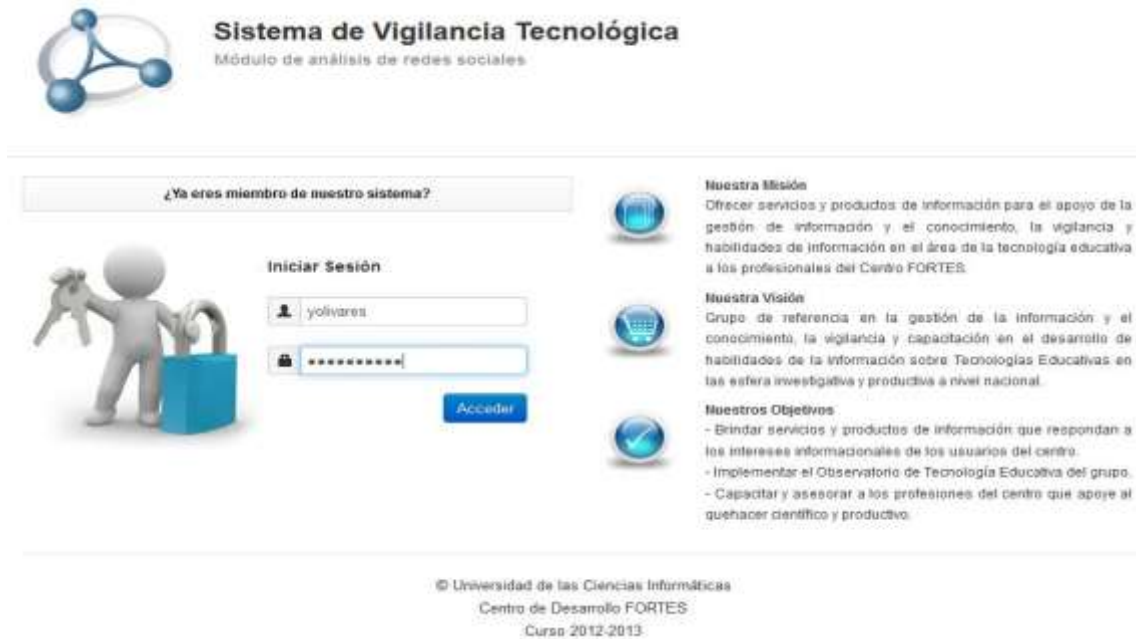 Sistema de Vigilancia Tecnológica
Módulo de análisis de redes sociales
¿Ya eres miembro de nuestro sistema?
Iniciar Sesión
yolivares
••••••••••
Acceder
Nuestra Misión
Ofrecer servicios y productos de información para el apoyo de la
gestión de información y el conocimiento, la vigilancia y
habilidades de información en el área de la tecnología educativa
a los profesionales del Centro FORTES.
Nuestra Visión
Grupo de referencia en la gestión de la información y el
conocimiento, la vigilancia y capacitación en el desarrollo de
habilidades de la información sobre Tecnologías Educativas en
las esfera investigativa y productiva a nivel nacional.
Nuestros Objetivos
- Brindar servicios y productos de información que respondan a
los intereses informacionales de los usuarios del centro.
- Implementar el Observatorio de Tecnología Educativa del grupo.
- Capacitar y asesorar a los profesiones del centro que apoye al
quehacer científico y productivo.
© Universidad de las Ciencias Informáticas
Centro de Desarrollo FORTES
Curso 2012-2013